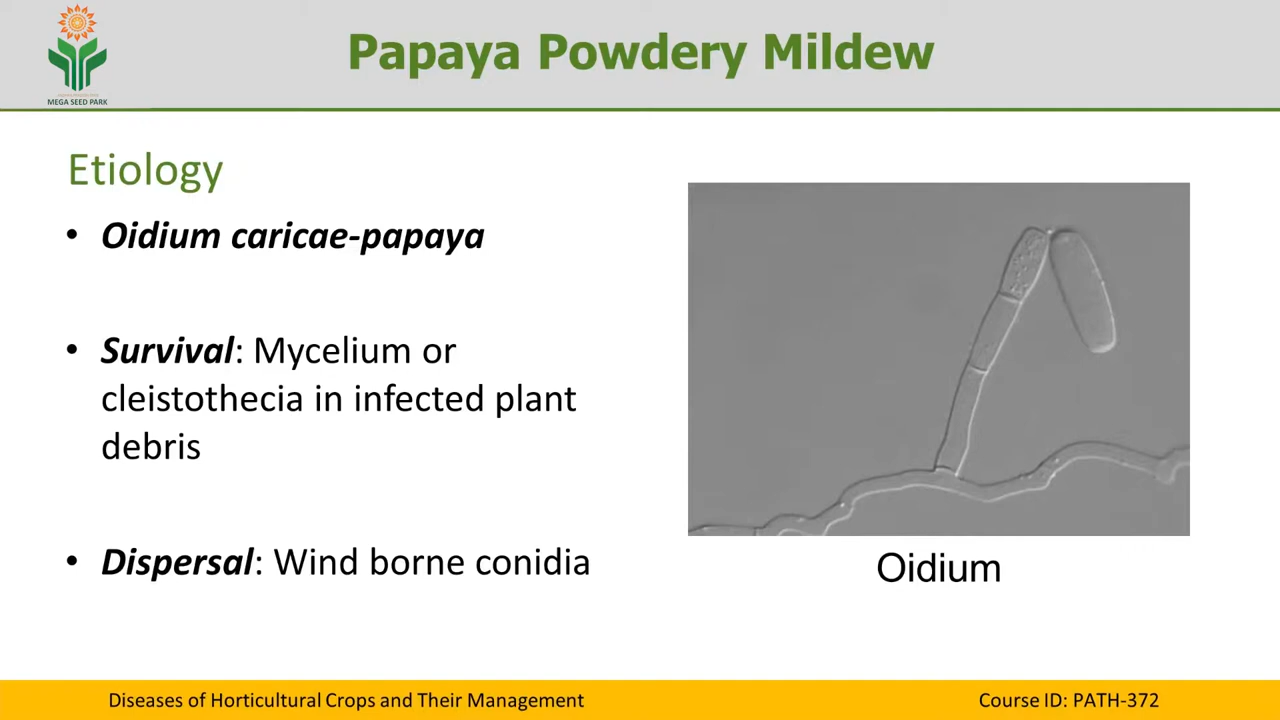 MEGA SEED PARK
Papaya Powdery Mildew
Etiology
• Oidium caricae-papaya
• Survival: Mycelium or
cleistothecia in infected plant
debris
• Dispersal: Wind borne conidia
Oidium
Diseases of Horticultural Crops and Their Management
Course ID: PATH-372